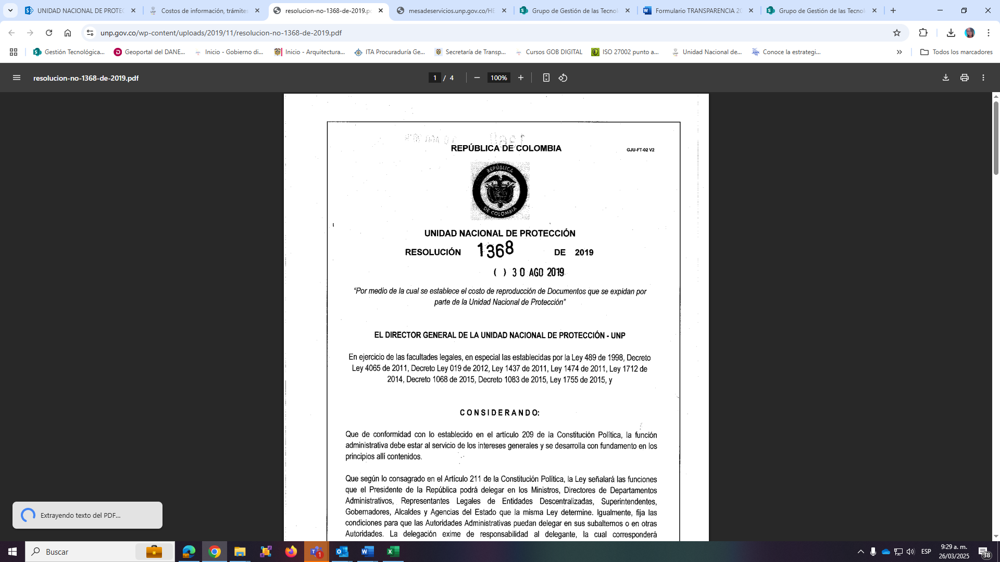 UNIDAD NACIONAL DE PROTEC
Costos de información, trámites
resolucion-no-1368-de-2019.pd
mesadeservicios.unp.gov.co/HE
Grupo de Gestión de las Tecnol
Formulario TRANSPARENCIA 20
Grupo de Gestión de las Tecnol
unp.gov.co/wp-content/uploads/2019/11/resolucion-no-1368-de-2019.pdf
Gestión Tecnológica...
Geoportal del DANE...
Inicio - Gobierno di...
Inicio - Arquitectura...
ITA Procuraduría Ge...
Secretaría de Transp...
Cursos GOB DIGITAL
ISO 27002 punto a...
Unidad Nacional de...
Conoce la estrategi...
Todos los marcadores
resolucion-no-1368-de-2019.pdf
1 / 4
100%
REPÚBLICA DE COLOMBIA
GJU-FT-02 V2
REPÚBLICA
DE COLOMBIA
UNIDAD NACIONAL DE PROTECCIÓN
RESOLUCIÓN 1368 DE 2019
( ) 30 AGO 2019
“Por medio de la cual se establece el costo de reproducción de Documentos que se expidan por
parte de la Unidad Nacional de Protección”
EL DIRECTOR GENERAL DE LA UNIDAD NACIONAL DE PROTECCIÓN - UNP
En ejercicio de las facultades legales, en especial las establecidas por la Ley 489 de 1998, Decreto
Ley 4065 de 2011, Decreto Ley 019 de 2012, Ley 1437 de 2011, Ley 1474 de 2011, Ley 1712 de
2014, Decreto 1068 de 2015, Decreto 1083 de 2015, Ley 1755 de 2015, y
C O N S I D E R A N D O:
Que de conformidad con lo establecido en el artículo 209 de la Constitución Política, la función
administrativa debe estar al servicio de los intereses generales y se desarrolla con fundamento en los
principios allí contenidos.
Que según lo consagrado en el Artículo 211 de la Constitución Política, la Ley señalará las funciones
que el Presidente de la República podrá delegar en los Ministros, Directores de Departamentos
Administrativos, Representantes Legales de Entidades Descentralizadas, Superintendentes,
Gobernadores, Alcaldes y Agencias del Estado que la misma Ley determine. Igualmente, fija las
condiciones para que las Autoridades Administrativas puedan delegar en sus subalternos o en otras
Autoridades. La delegación exime de responsabilidad al delegante, la cual corresponderá
Extrayendo texto del PDF...
Buscar
1
ESP
9:29 a. m.
26/03/2025
38